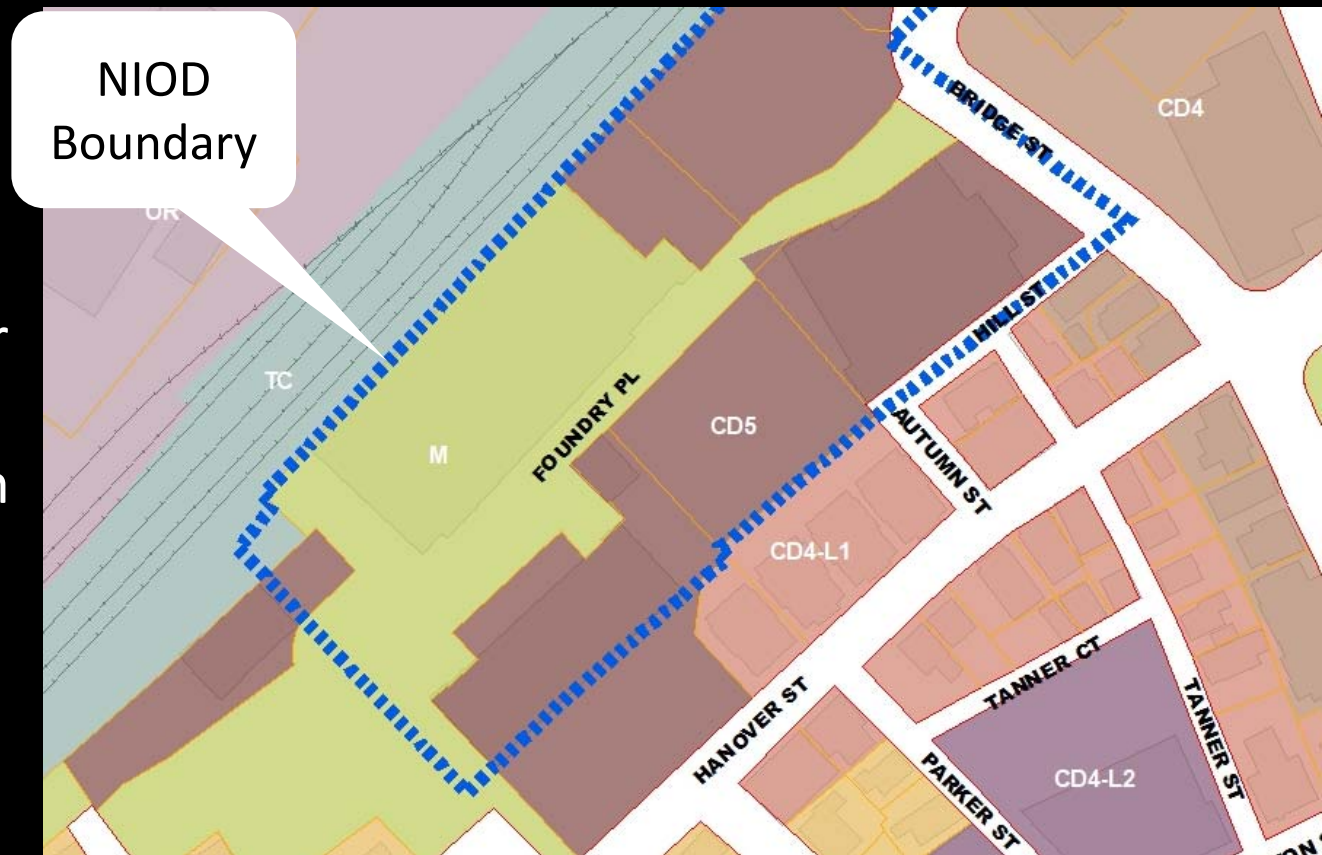 NIOD
Boundary
BRIDGE ST
CD4
OR
HILL ST
TC
FOUNDRY PL
CD5
AUTUMN ST
M
CD4-L1
TANNER CT
HANOVER ST
TANNER ST
PARKER ST
CD4-L2